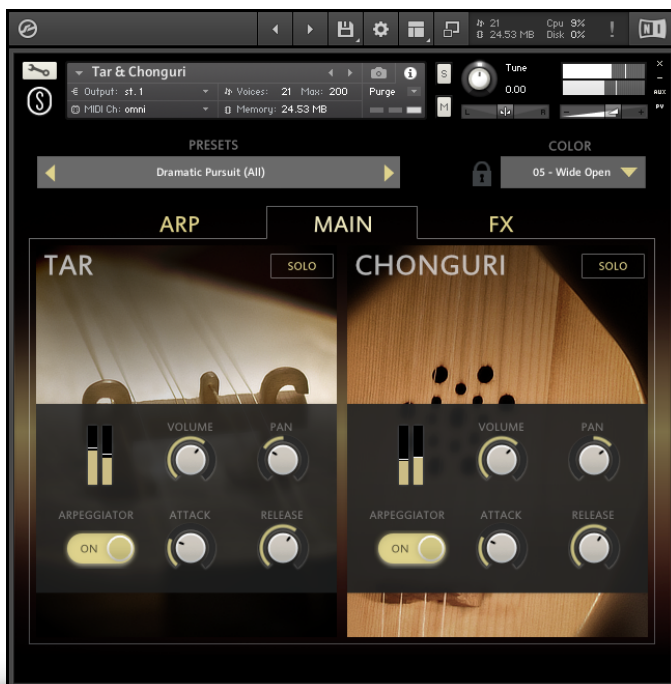 21 Cpu 9%
24.53 MB Disk 0% ! NI
Tar & Chonguri i S Tune ×
Output: st. 1 Voices: 21 Max: 200 Purge 0.00 AUX
MIDI Ch: omni Memory: 24.53 MB M L R - + PV
S
PRESETS COLOR
Dramatic Pursuit (All) 05 - Wide Open
ARP MAIN FX
TAR SOLO CHONGURI SOLO
VOLUME PAN VOLUME PAN
ARPEGGIATOR ATTACK RELEASE ARPEGGIATOR ATTACK RELEASE
ON ON